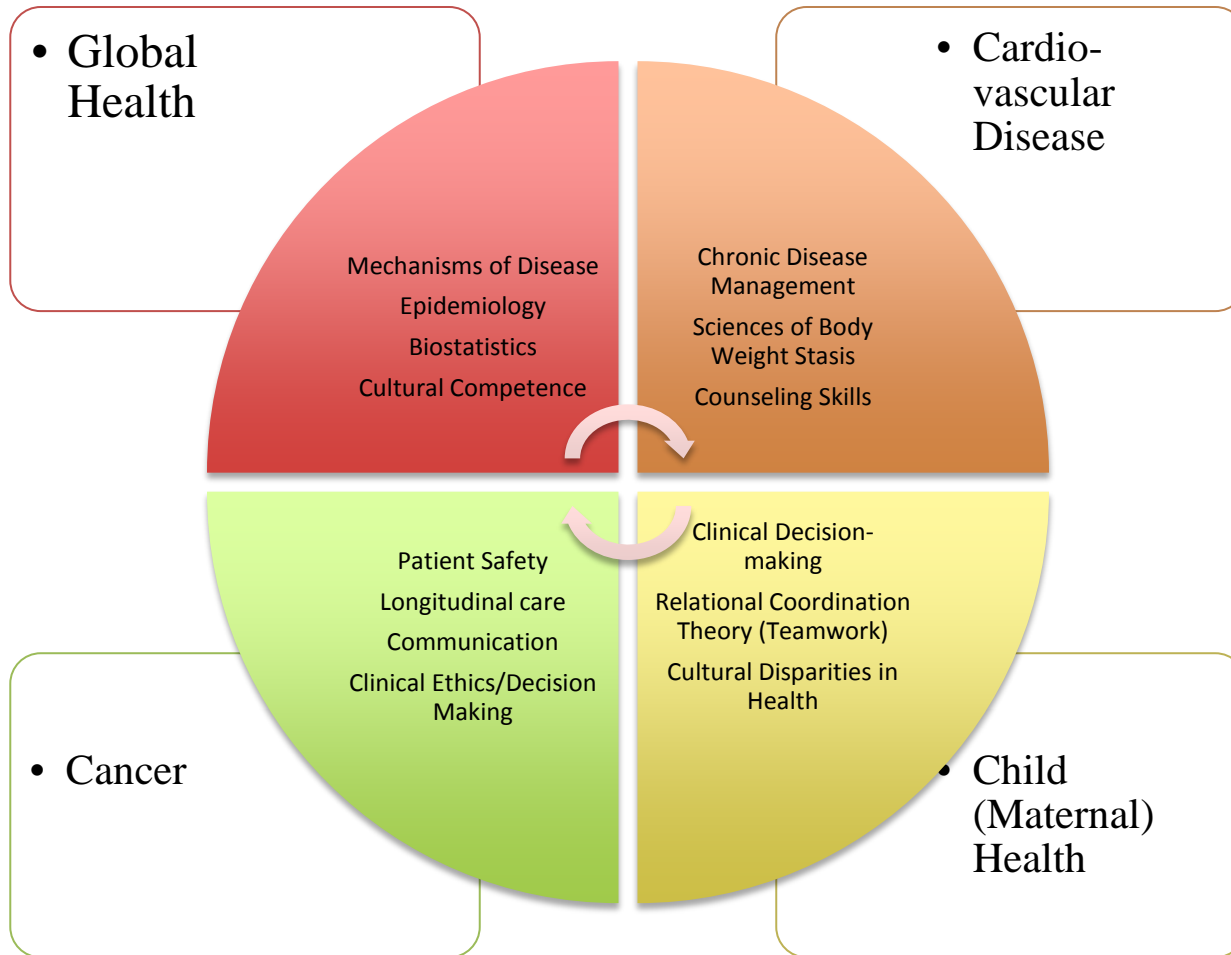 • Global
Health
• Cardio-
vascular
Disease
Mechanisms of Disease
Epidemiology
Biostatistics
Cultural Competence
Chronic Disease
Management
Sciences of Body
Weight Stasis
Counseling Skills
Patient Safety
Longitudinal care
Communication
Clinical Ethics/Decision
Making
Clinical Decision-
making
Relational Coordination
Theory (Teamwork)
Cultural Disparities in
Health
• Cancer
• Child
(Maternal)
Health